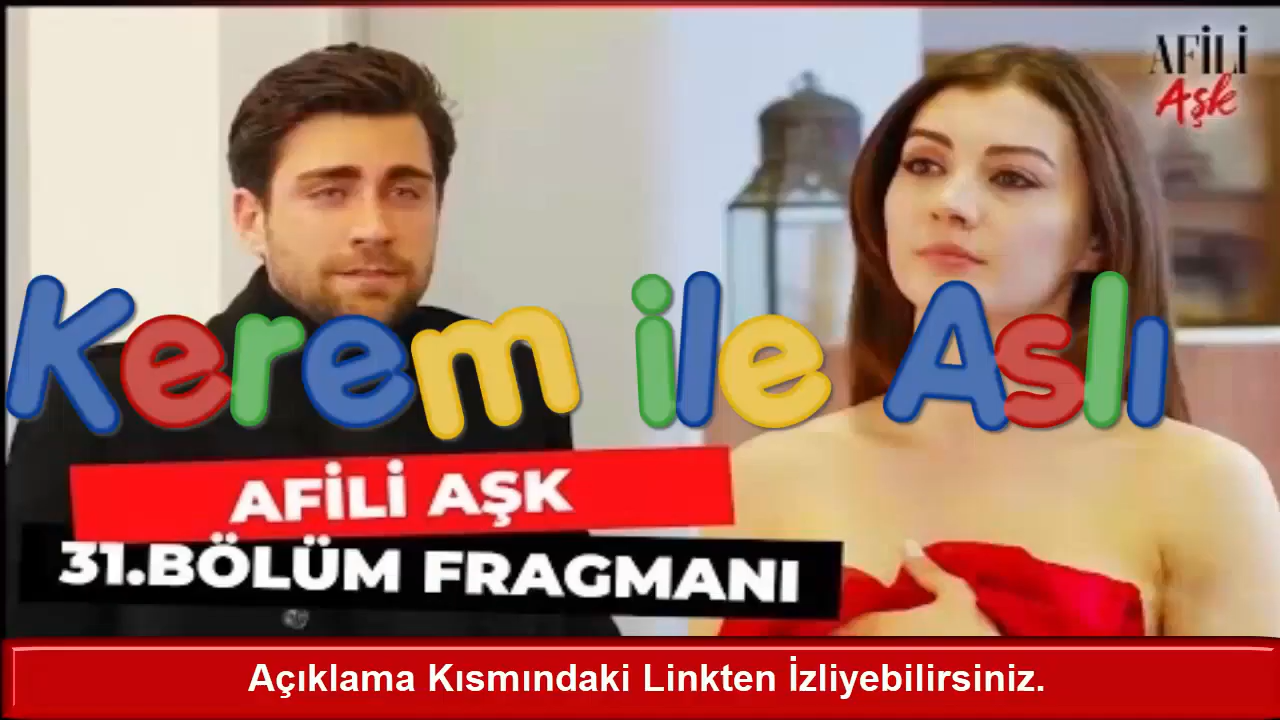 AFİLİ
Aşk
Kerem ile Aslı
AFİLİ AŞK
31.BÖLÜM FRAGMANI
Açıklama Kısmındaki Linkten İzliyebilirsiniz.